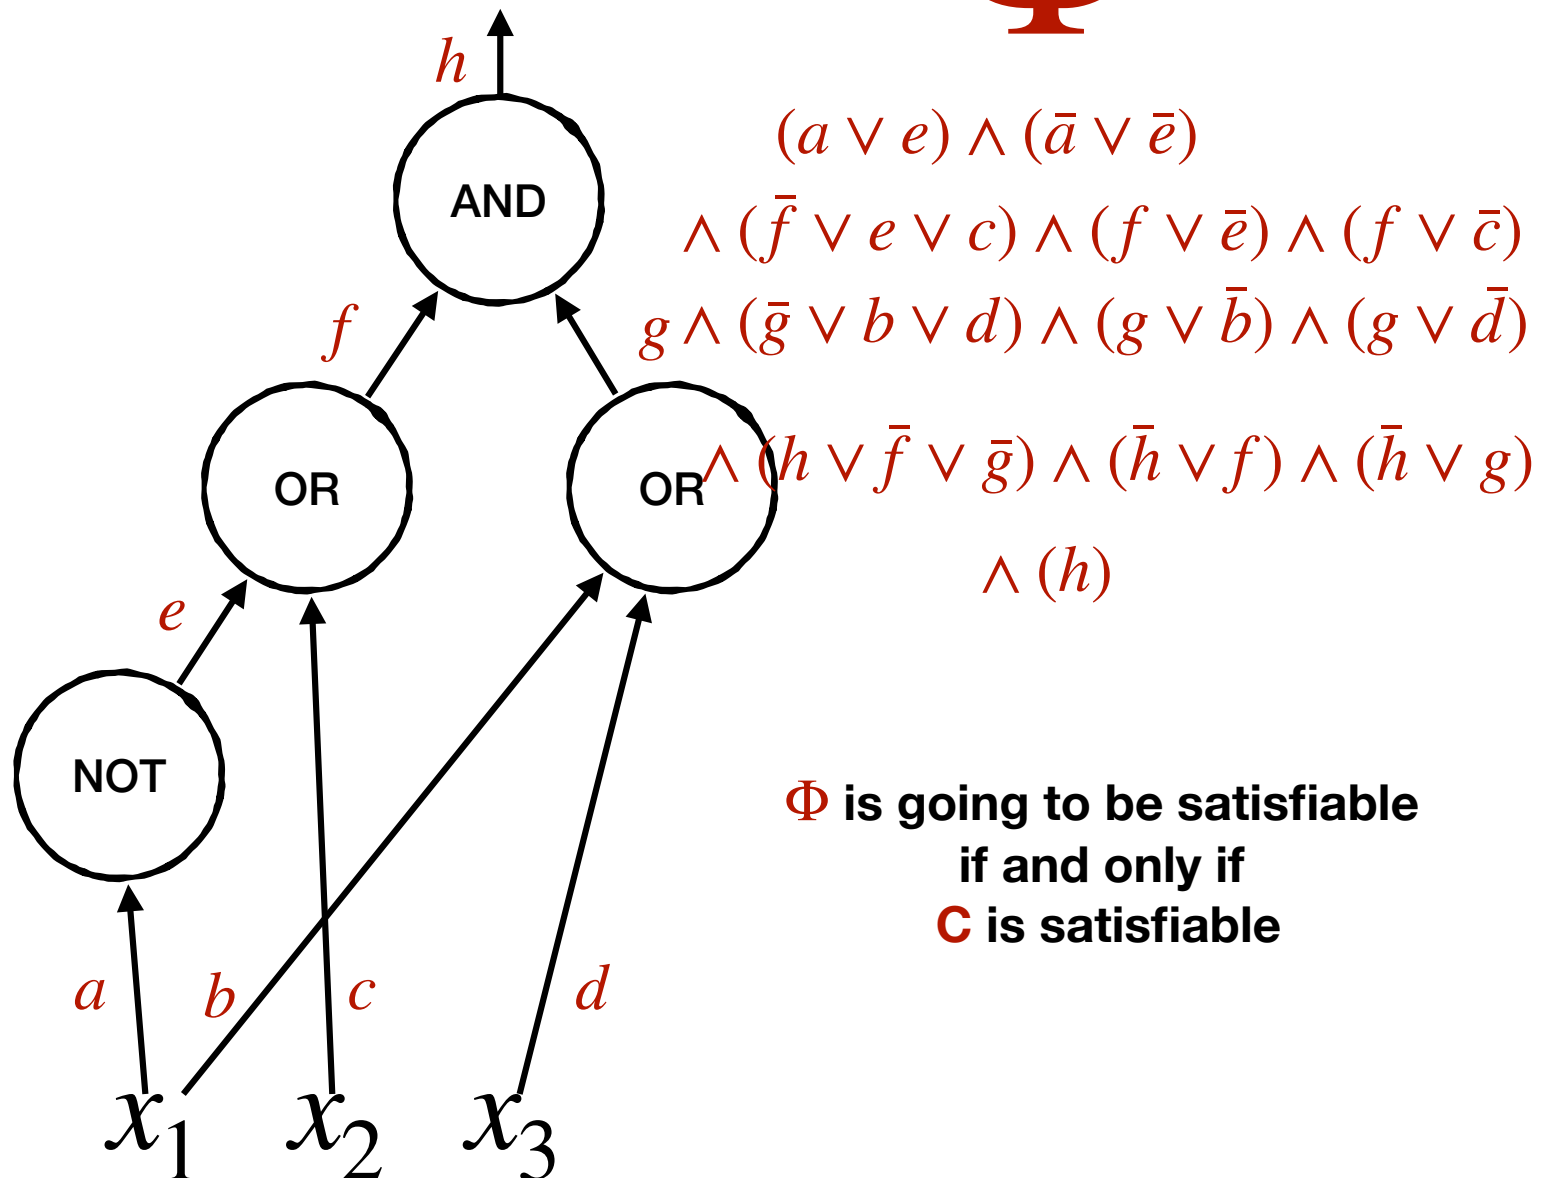 Φ
h
(a ∨ e) ∧ (ā ∨ ē)
AND
∧ (f̄ ∨ e ∨ c) ∧ (f ∨ ē) ∧ (f ∨ c̄)
f
g
∧ (ḡ ∨ b ∨ d) ∧ (g ∨ b̄) ∧ (g ∨ d̄)
OR
OR
∧ (h ∨ f̄ ∨ ḡ) ∧ (h̄ ∨ f) ∧ (h̄ ∨ g)
∧ (h)
e
NOT
Φ is going to be satisfiable
if and only if
C is satisfiable
a
b
c
d
x₁
x₂
x₃